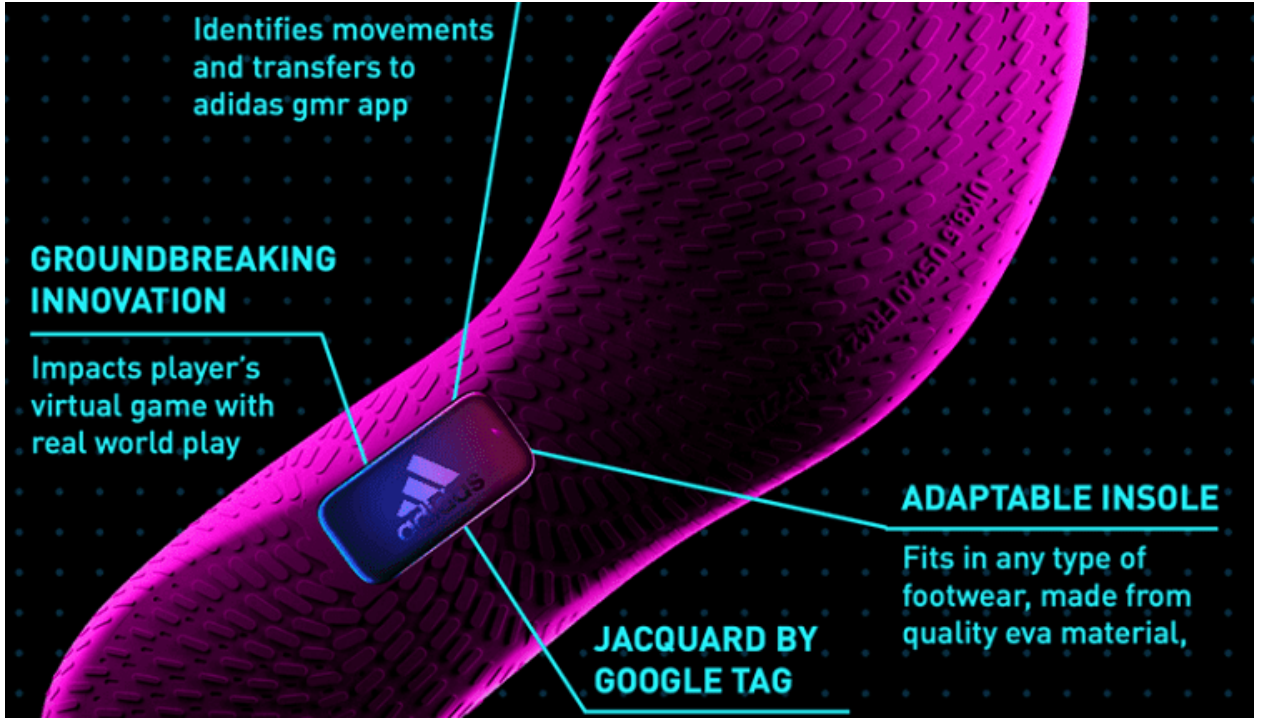 Identifies movements
and transfers to
adidas gmr app
GROUNDBREAKING
INNOVATION
Impacts player's
virtual game with
real world play
adidas
ADAPTABLE INSOLE
Fits in any type of
footwear, made from
quality eva material,
JACQUARD BY
GOOGLE TAG